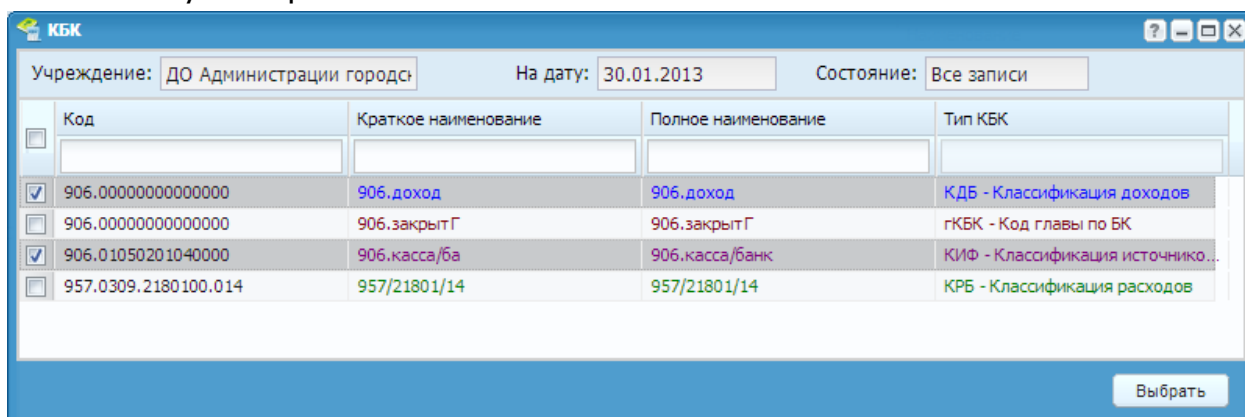 КБК
Учреждение: ДО Администрации городск На дату: 30.01.2013 Состояние: Все записи
Код Краткое наименование Полное наименование Тип КБК
906.00000000000000 906.доход 906.доход КДБ - Классификация доходов
906.00000000000000 906.закрытГ 906.закрытГ гКБК - Код главы по БК
906.01050201040000 906.касса/ба 906.касса/банк КИФ - Классификация источнико...
957.0309.2180100.014 957/21801/14 957/21801/14 КРБ - Классификация расходов
Выбрать